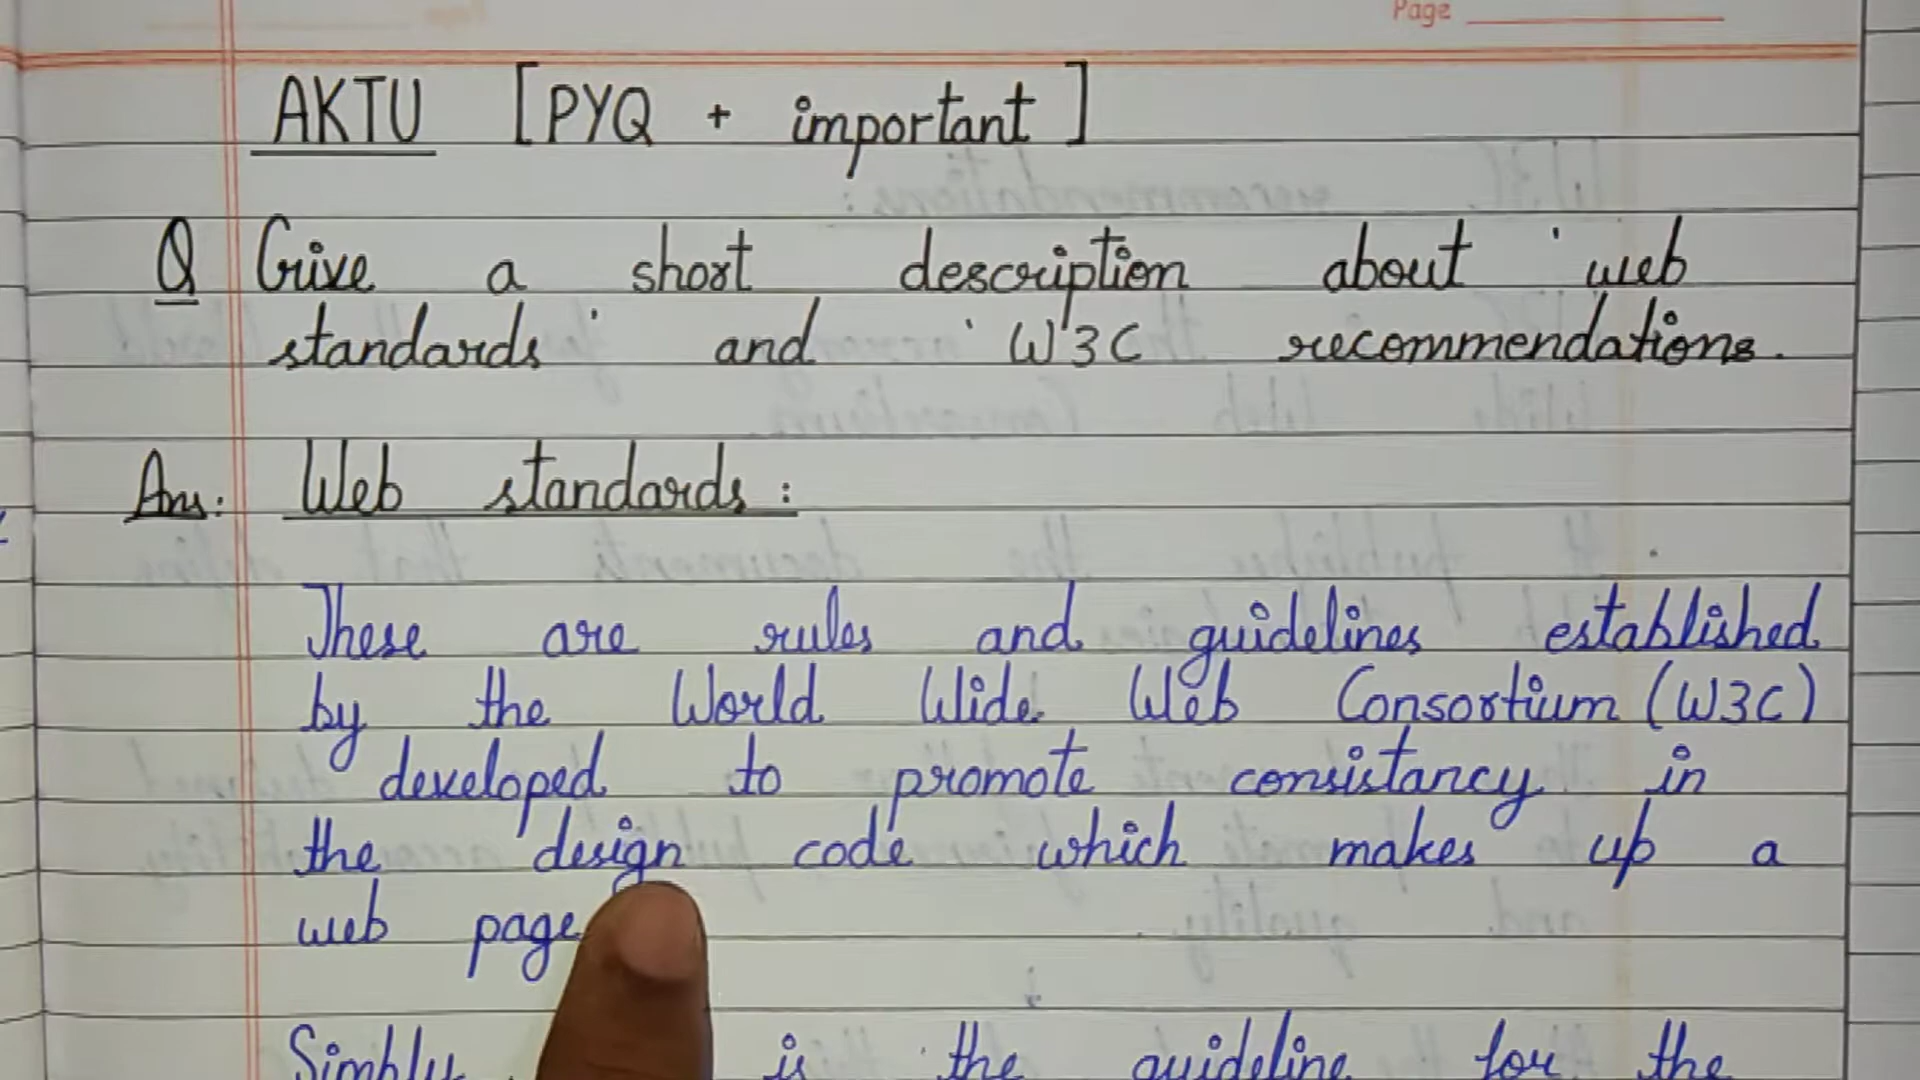 Page
AKTU [PYQ + important]
Q Give a short description about 'web
standards' and 'W3C recommendations.
Ans: Web standards:
These are rules and guidelines established
by the World Wide Web Consortium (W3C)
developed to promote consistancy in
the design code which makes up a
web page
Simply is the guideline for the